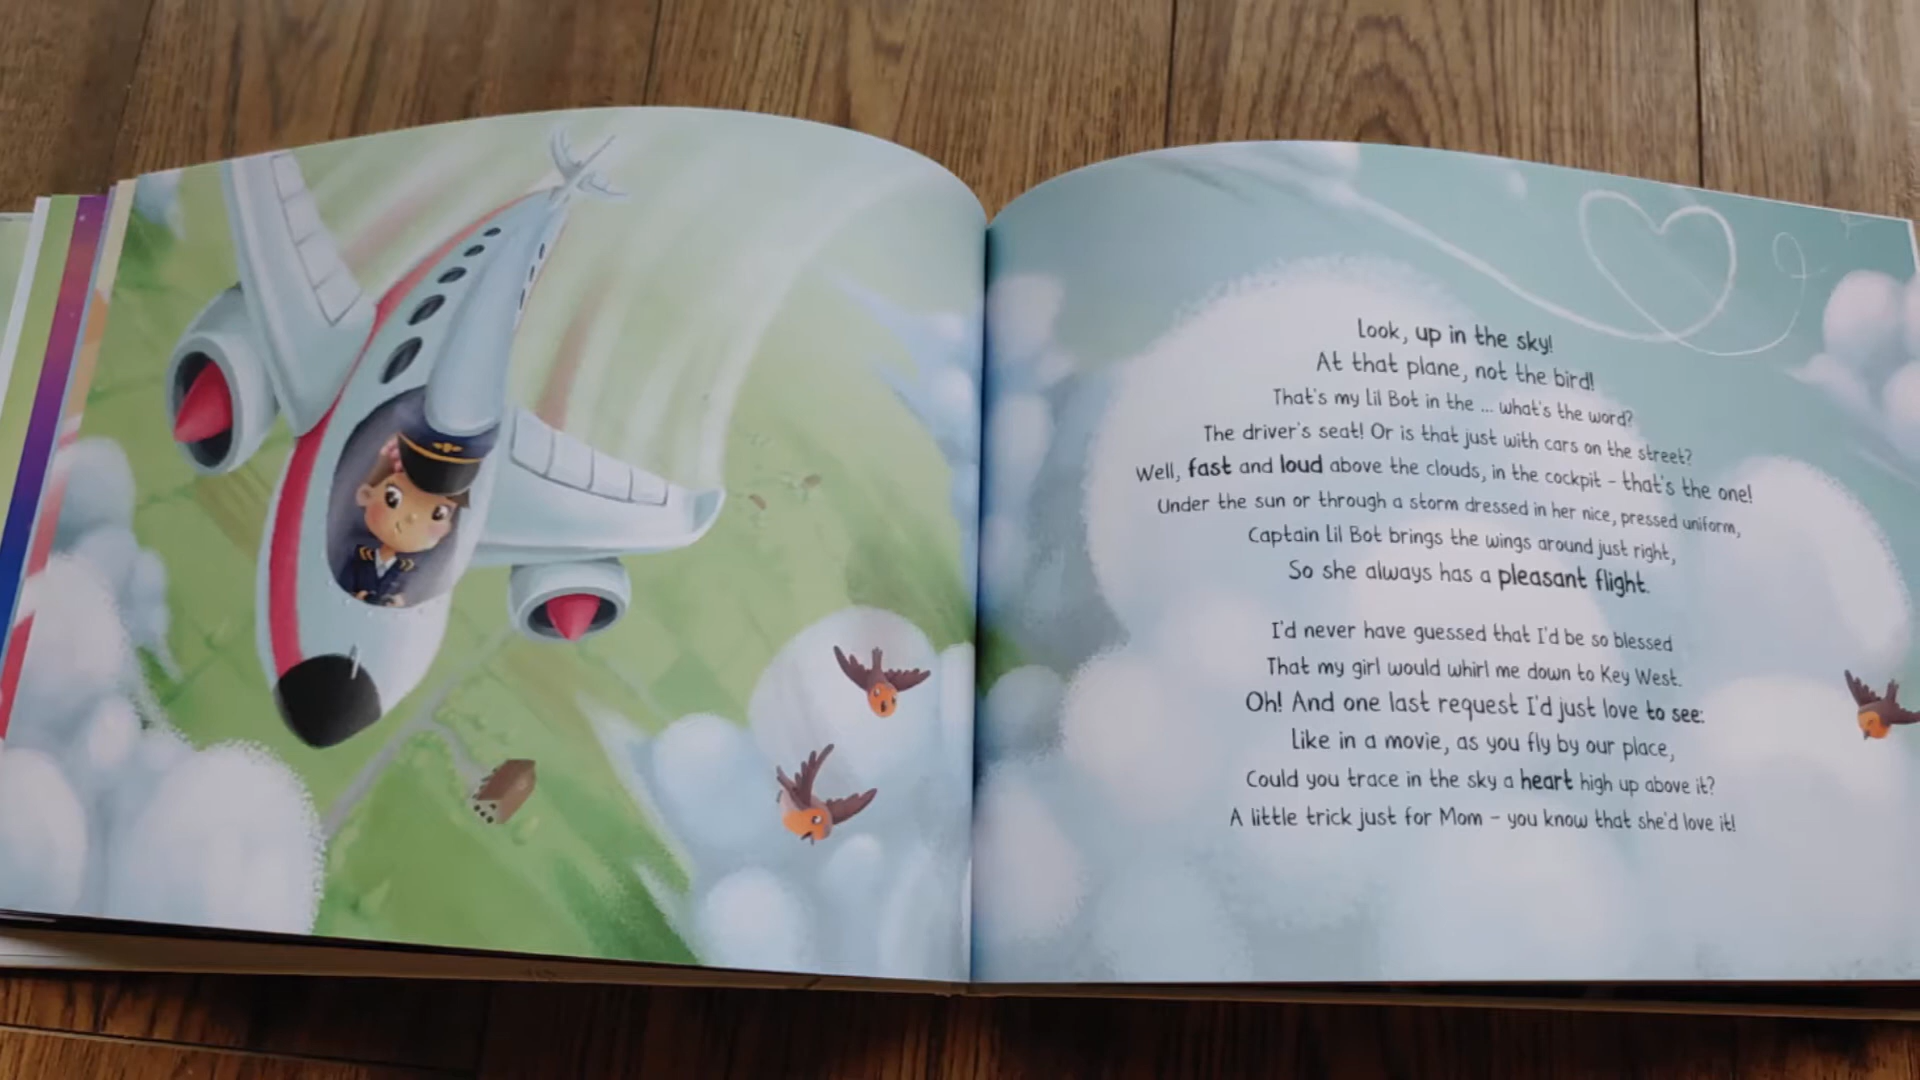 Look, up in the sky!
At that plane, not the bird!
That's my Lil Bot in the ... what's the word?
The driver's seat! Or is that just with cars on the street?
Well, fast and loud above the clouds, in the cockpit – that's the one!
Under the sun or through a storm dressed in her nice, pressed uniform,
Captain Lil Bot brings the wings around just right,
So she always has a pleasant flight.
I'd never have guessed that I'd be so blessed
That my girl would whirl me down to Key West.
Oh! And one last request I'd just love to see:
Like in a movie, as you fly by our place,
Could you trace in the sky a heart high up above it?
A little trick just for Mom – you know that she'd love it!